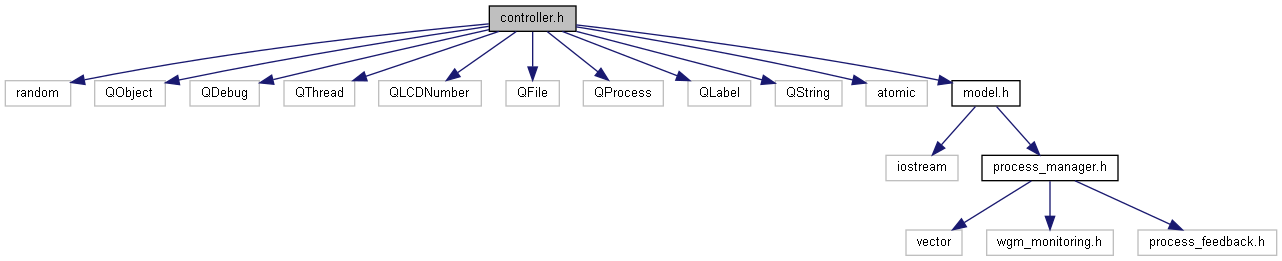 controller.h
random
QObject
QDebug
QThread
QLCDNumber
QFile
QProcess
QLabel
QString
atomic
model.h
iostream
process_manager.h
vector
wgm_monitoring.h
process_feedback.h